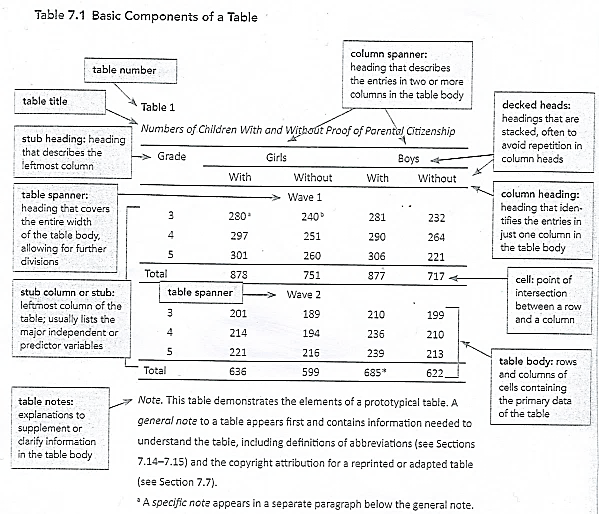 Table 7.1 Basic Components of a Table
column spanner:
heading that describes
the entries in two or more
columns in the table body
table number
table title
Table 1
Numbers of Children With and Without Proof of Parental Citizenship
decked heads:
headings that are
stacked, often to
avoid repetition in
column heads
stub heading: heading
that describes the
leftmost column
Grade Girls Boys
With Without With Without
table spanner:
heading that covers
the entire width
of the table body,
allowing for further
divisions
column heading:
heading that iden-
tifies the entries in
just one column in
the table body
Wave 1
3 280ᵃ 240ᵇ 281 232
4 297 251 290 264
5 301 260 306 221
Total 878 751 877 717
cell: point of
intersection
between a row
and a column
stub column or stub:
leftmost column of the
table; usually lists the
major independent or
predictor variables
table spanner Wave 2
3 201 189 210 199
4 214 194 236 210
5 221 216 239 213
Total 636 599 685* 622
table body: rows
and columns of
cells containing
the primary data
of the table
table notes:
explanations to
supplement or
clarify information
in the table body
Note. This table demonstrates the elements of a prototypical table. A
general note to a table appears first and contains information needed to
understand the table, including definitions of abbreviations (see Sections
7.14–7.15) and the copyright attribution for a reprinted or adapted table
(see Section 7.7).
ᵃ A specific note appears in a separate paragraph below the general note.